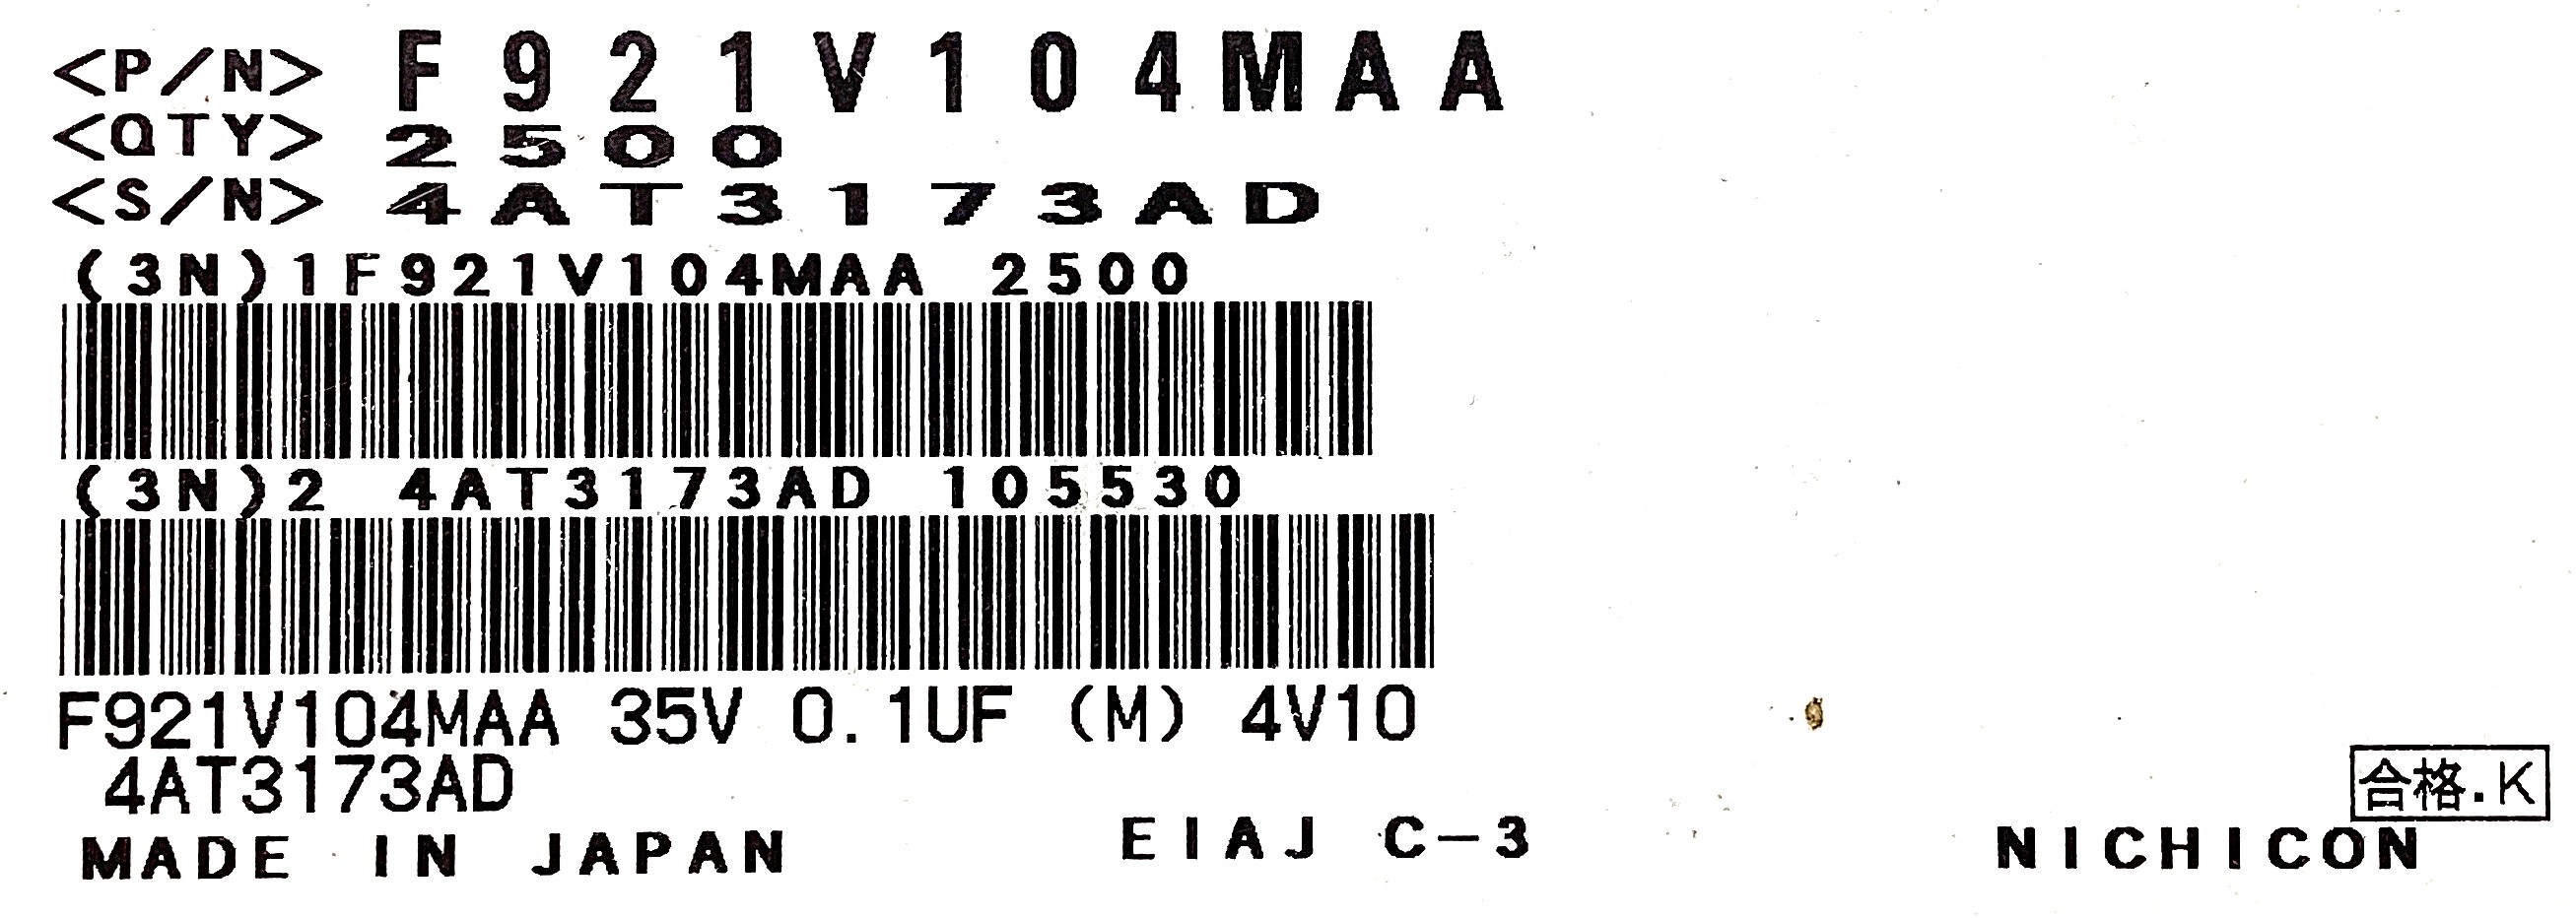 <P/N> F921V104MAA
<QTY> 2500
<S/N> 4AT3173AD
(3N)1F921V104MAA 2500
(3N)2 4AT3173AD 105530
F921V104MAA 35V 0.1UF (M) 4V10
4AT3173AD
合格.K
MADE IN JAPAN EIAJ C-3 NICHICON